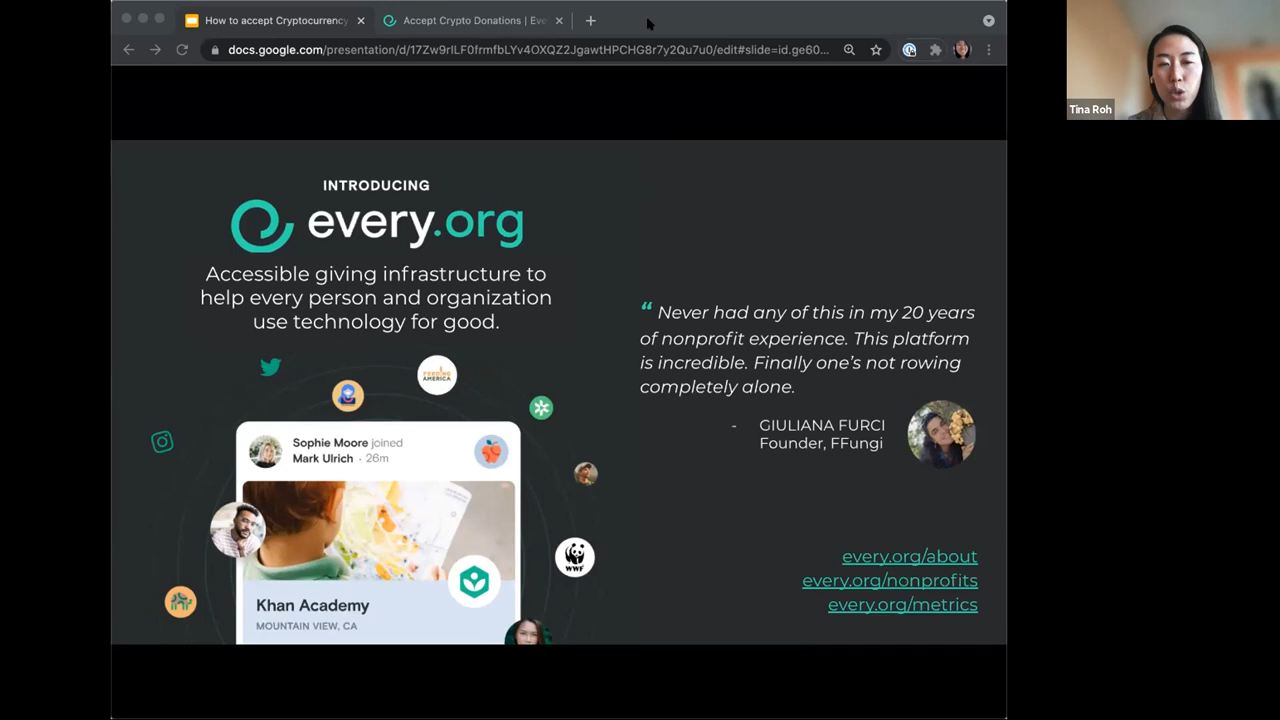 How to accept Cryptocurrency
Accept Crypto Donations | Eve
docs.google.com/presentation/d/17Zw9rILF0frmfbLYv4OXQZ2JgawtHPCHG8r7y2Qu7u0/edit#slide=id.ge60...
Tina Roh
INTRODUCING
every.org
Accessible giving infrastructure to
help every person and organization
use technology for good.
FEEDING
AMERICA
Sophie Moore joined
Mark Ulrich · 26m
WWF
Khan Academy
MOUNTAIN VIEW, CA
“ Never had any of this in my 20 years
of nonprofit experience. This platform
is incredible. Finally one’s not rowing
completely alone.
- GIULIANA FURCI
Founder, FFungi
every.org/about
every.org/nonprofits
every.org/metrics